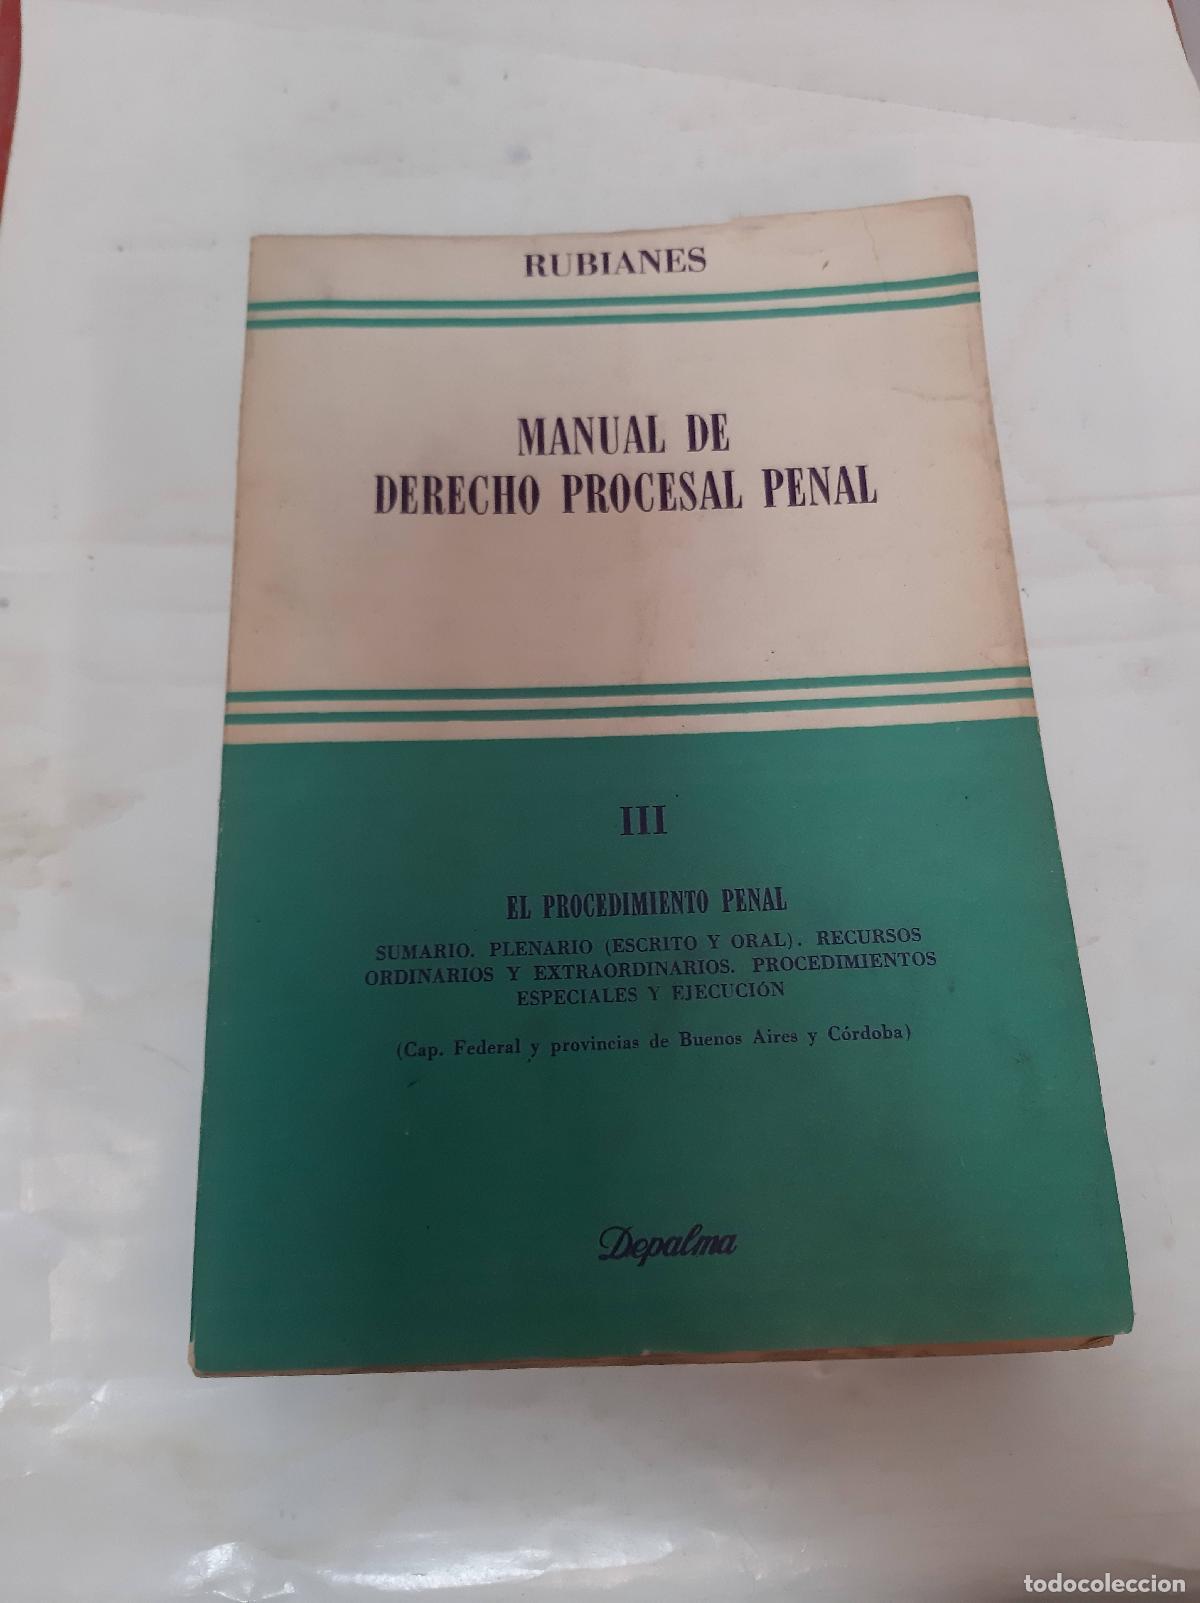 RUBIANES
MANUAL DE
DERECHO PROCESAL PENAL
III
EL PROCEDIMIENTO PENAL
SUMARIO. PLENARIO (ESCRITO Y ORAL). RECURSOS
ORDINARIOS Y EXTRAORDINARIOS. PROCEDIMIENTOS
ESPECIALES Y EJECUCIÓN
(Cap. Federal y provincias de Buenos Aires y Córdoba)
Depalma
todocoleccion